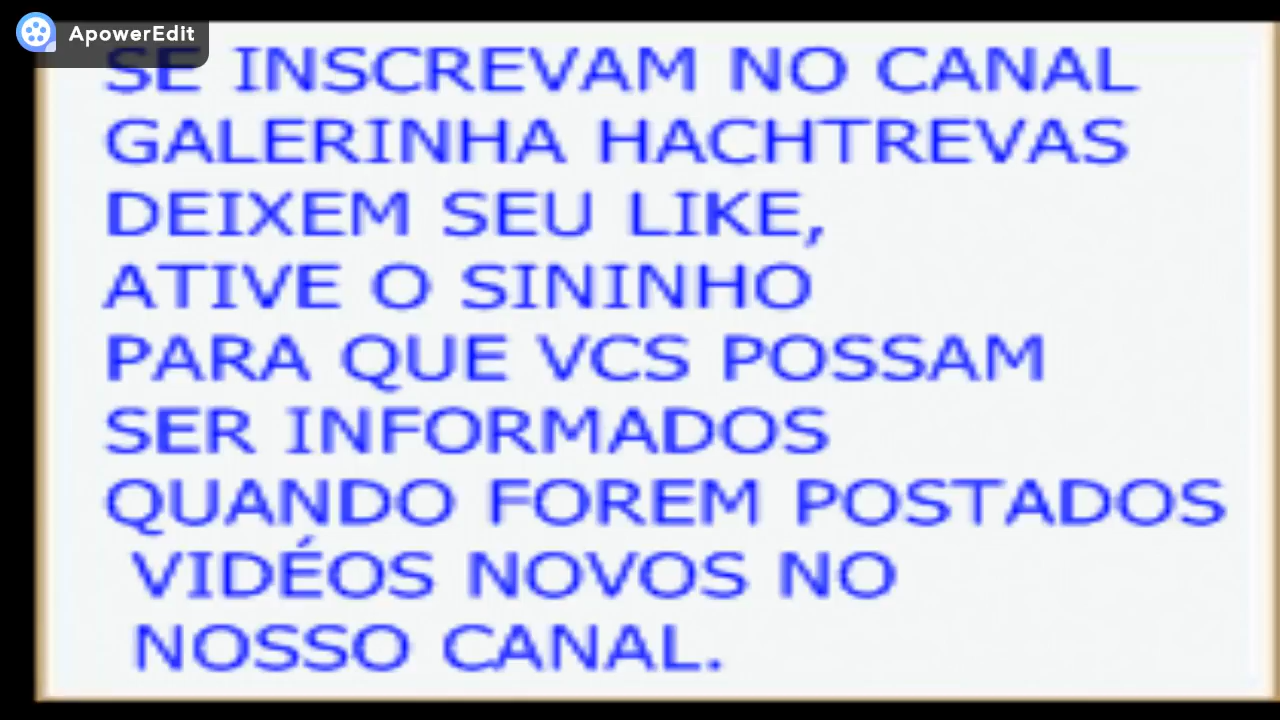 ApowerEdit
SE INSCREVAM NO CANAL
GALERINHA HACHTREVAS
DEIXEM SEU LIKE,
ATIVE O SININHO
PARA QUE VCS POSSAM
SER INFORMADOS
QUANDO FOREM POSTADOS
VIDÉOS NOVOS NO
NOSSO CANAL.